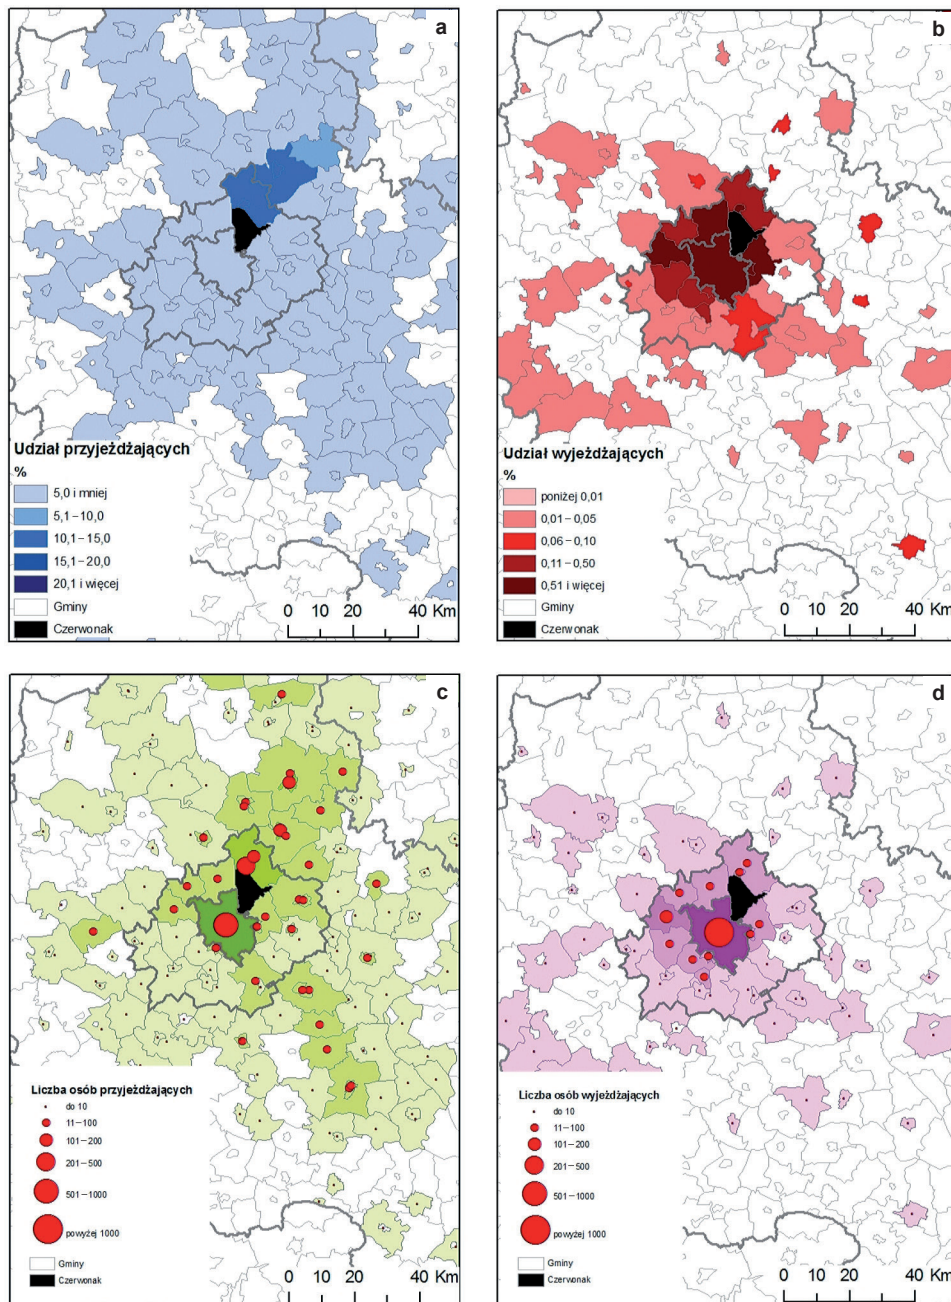 a
Udział przyjeżdżających
%
5,0 i mniej
5,1–10,0
10,1–15,0
15,1–20,0
20,1 i więcej
Gminy
Czerwonak
0 10 20 40 Km
b
Udział wyjeżdżających
%
poniżej 0,01
0,01–0,05
0,06–0,10
0,11–0,50
0,51 i więcej
Gminy
Czerwonak
0 10 20 40 Km
c
Liczba osób przyjeżdżających
do 10
11–100
101–200
201–500
501–1000
powyżej 1000
Gminy
Czerwonak
0 10 20 40 Km
d
Liczba osób wyjeżdżających
do 10
11–100
101–200
201–500
501–1000
powyżej 1000
Gminy
Czerwonak
0 10 20 40 Km